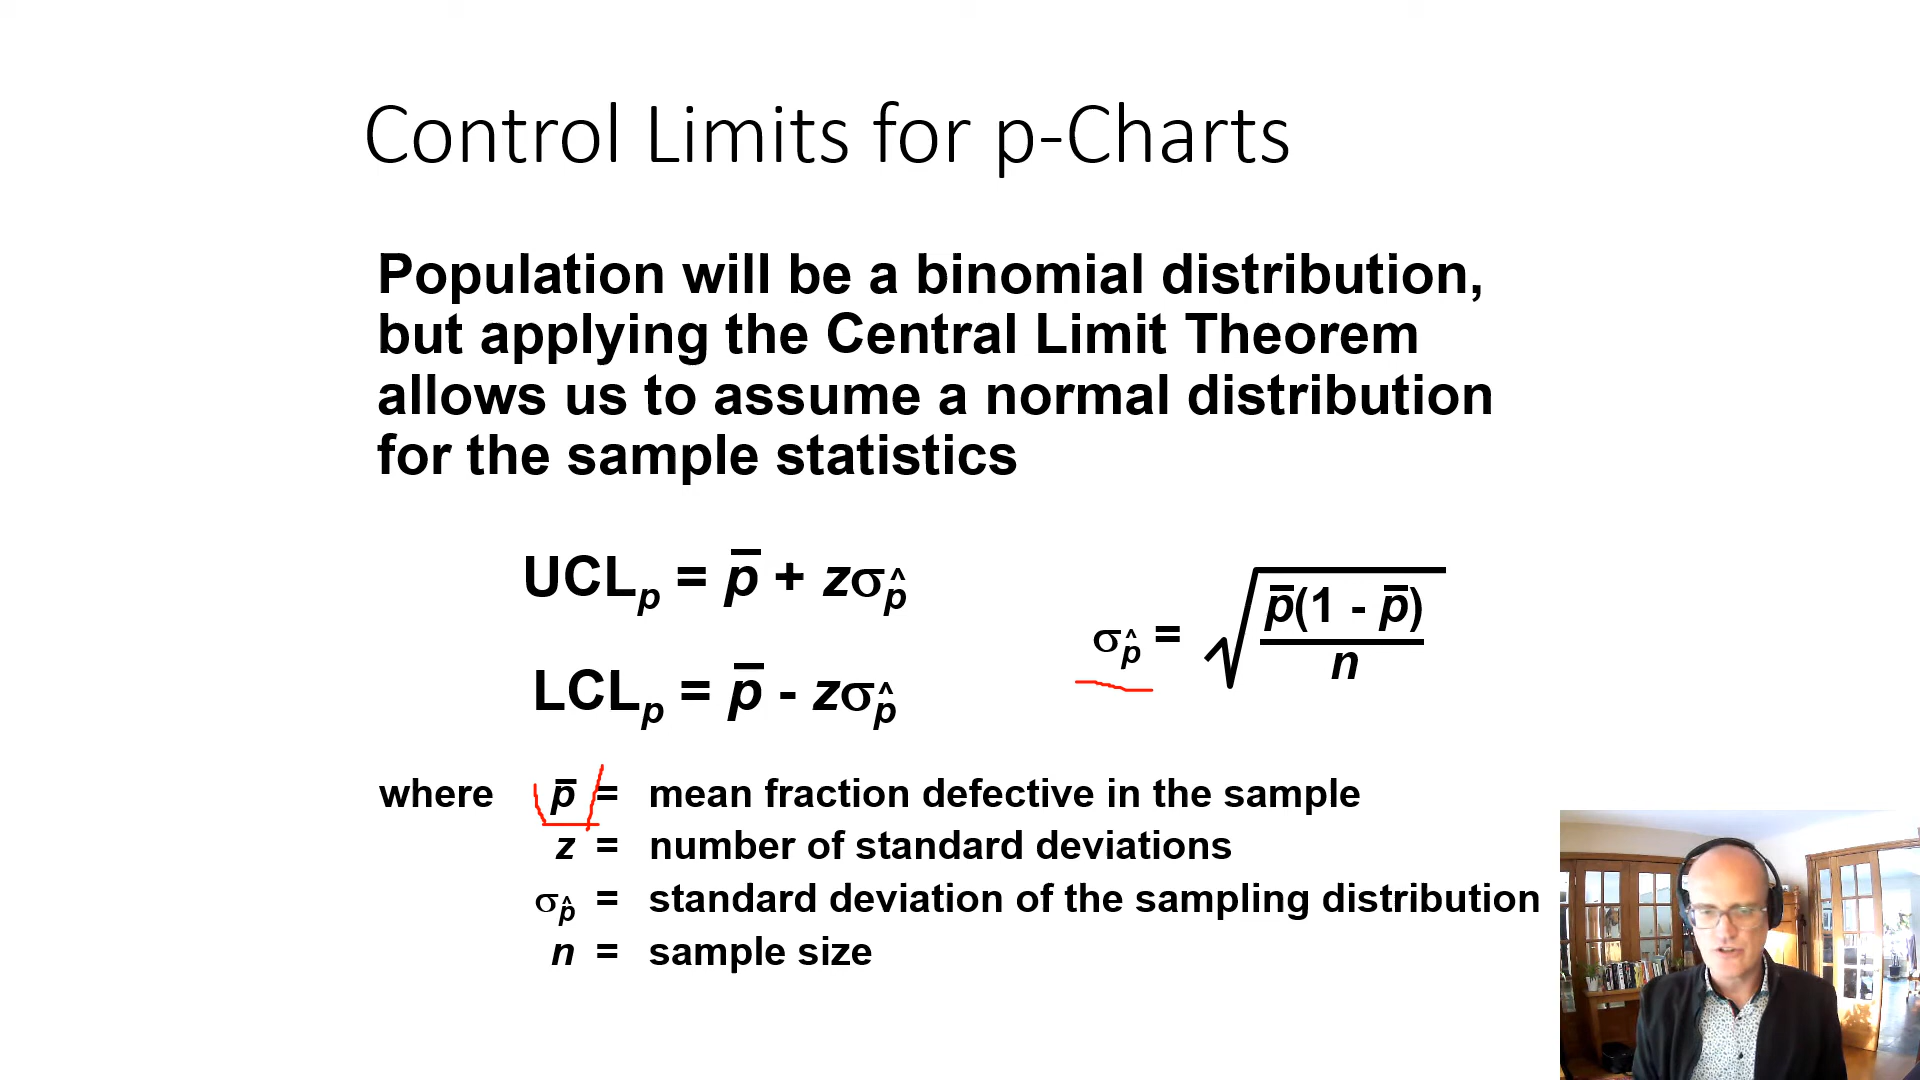 Control Limits for p-Charts
Population will be a binomial distribution,
but applying the Central Limit Theorem
allows us to assume a normal distribution
for the sample statistics
UCLₚ = p̅ + zσp̂
LCLₚ = p̅ - zσp̂
σp̂ = √(p̅(1 - p̅)/n)
where p̅ = mean fraction defective in the sample
z = number of standard deviations
σp̂ = standard deviation of the sampling distribution
n = sample size